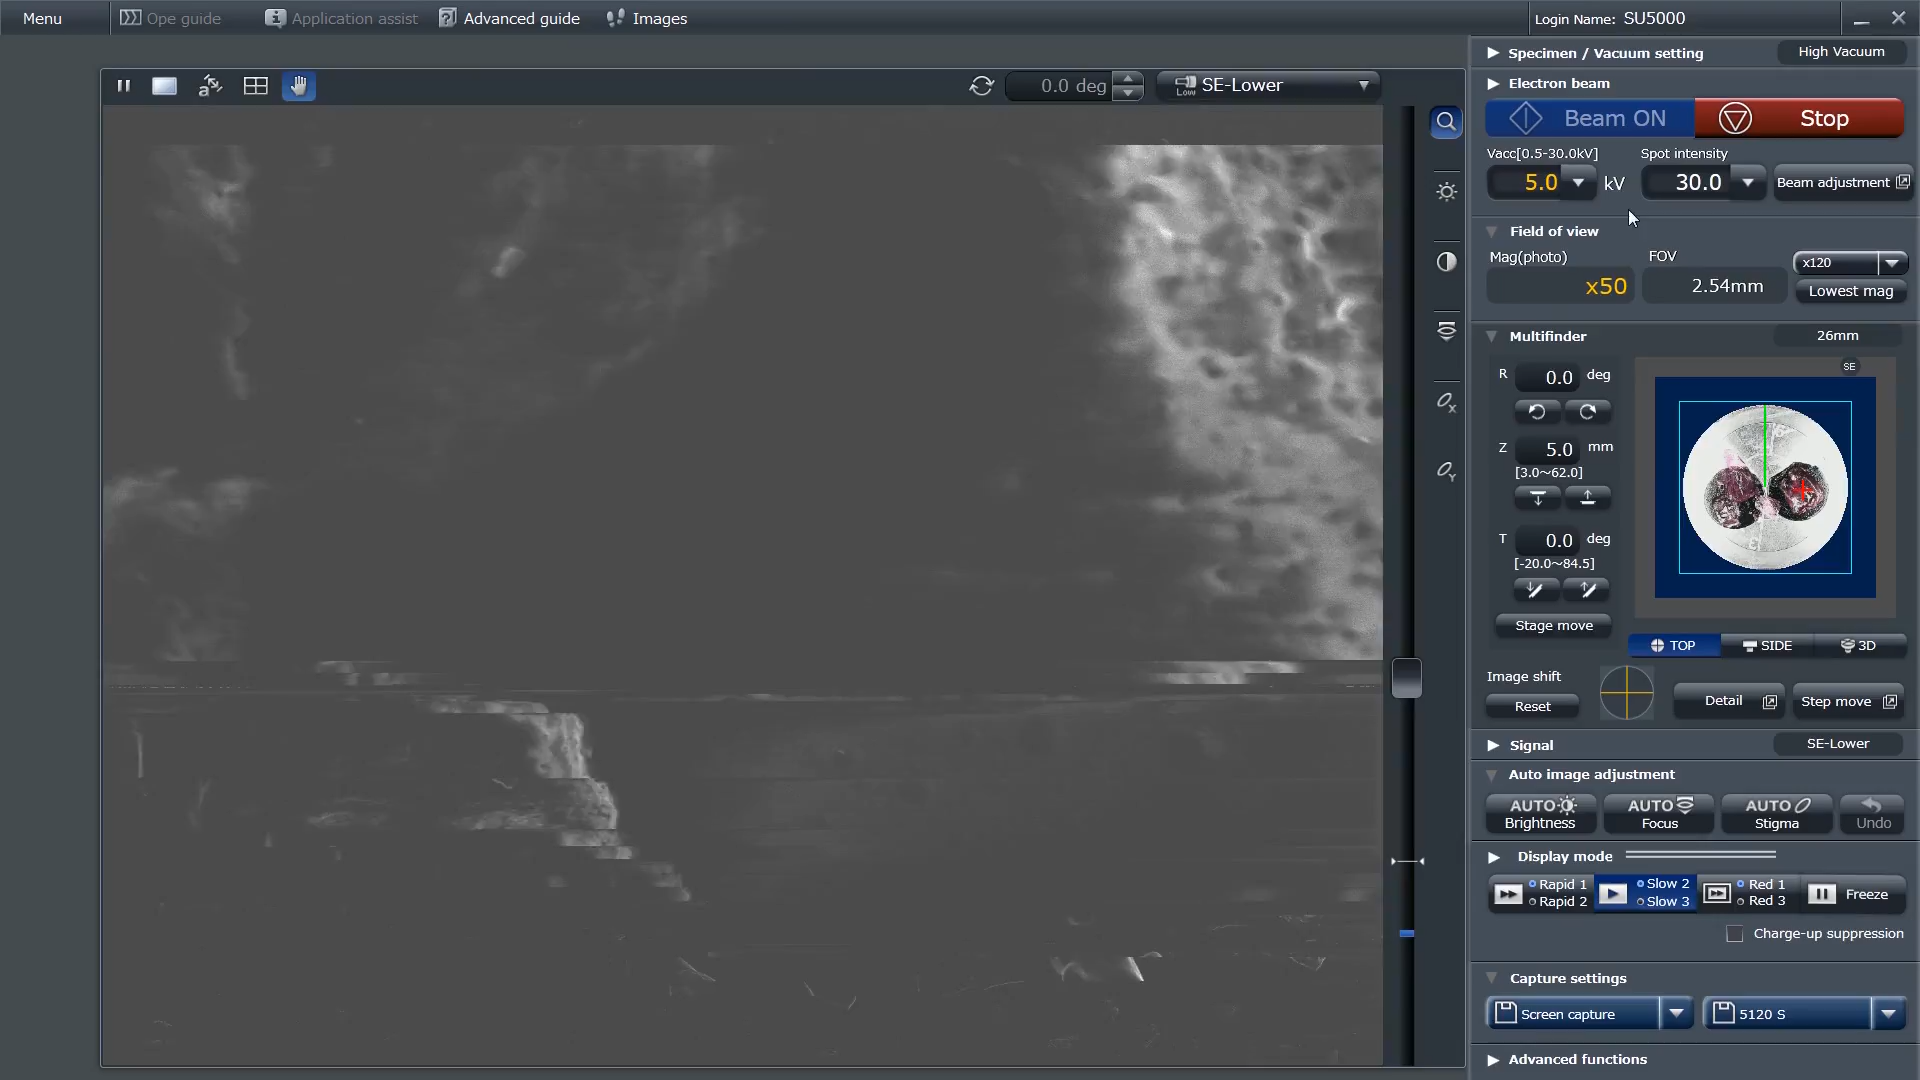 Menu
Ope guide
Application assist
Advanced guide
Images
Login Name: SU5000
0.0 deg
Low
SE-Lower
Specimen / Vacuum setting
High Vacuum
Electron beam
Beam ON
Stop
Vacc[0.5-30.0kV]
Spot intensity
5.0
kV
30.0
Beam adjustment
Field of view
Mag(photo)
FOV
x120
x50
2.54mm
Lowest mag
Multifinder
26mm
SE
R
0.0
deg
Z
5.0
mm
[3.0~62.0]
T
0.0
deg
[-20.0~84.5]
Stage move
TOP
SIDE
3D
Image shift
Reset
Detail
Step move
Signal
SE-Lower
Auto image adjustment
AUTO
Brightness
AUTO
Focus
AUTO
Stigma
Undo
Display mode
Rapid 1
Rapid 2
Slow 2
Slow 3
Red 1
Red 3
Freeze
Charge-up suppression
Capture settings
Screen capture
5120 S
Advanced functions
X
Y